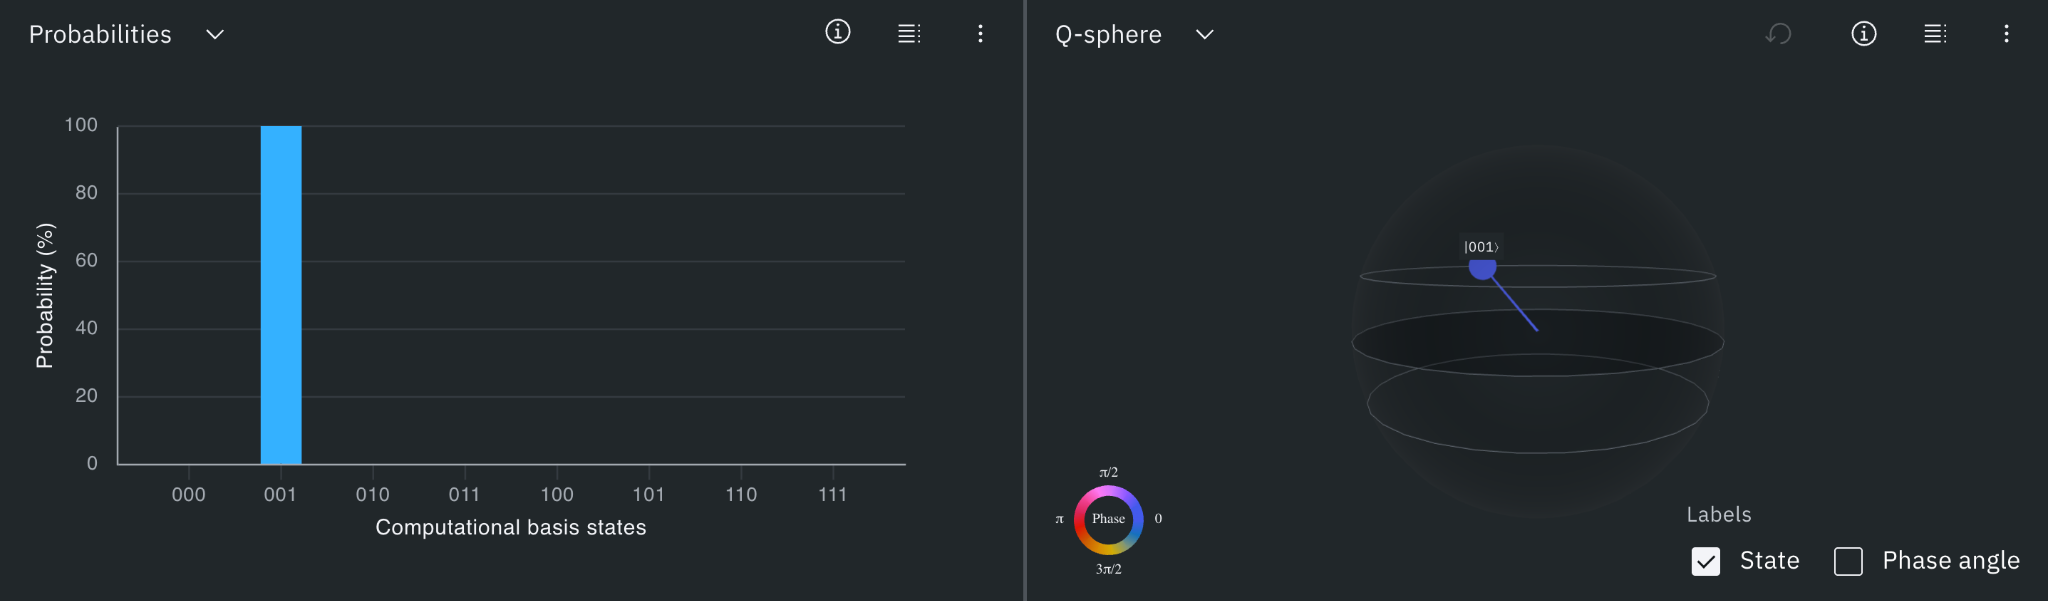 Probabilities
Probability (%)
100
80
60
40
20
0
000 001 010 011 100 101 110 111
Computational basis states
Q-sphere
|001⟩
π/2
π Phase 0
3π/2
Labels
State Phase angle